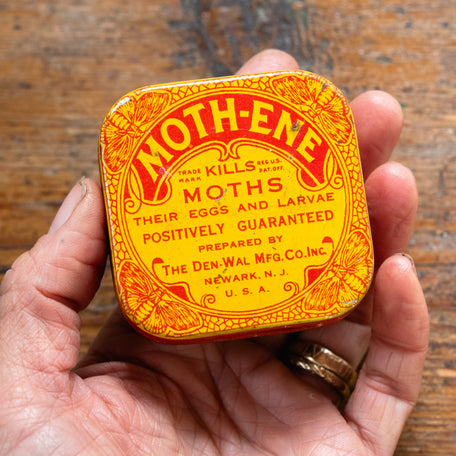 MOTH-ENE
TRADE MARK KILLS REG. U.S. PAT. OFF.
MOTHS
THEIR EGGS AND LARVAE
POSITIVELY GUARANTEED
PREPARED BY
THE DEN-WAL MFG. CO. INC.
NEWARK, N. J.
U. S. A.